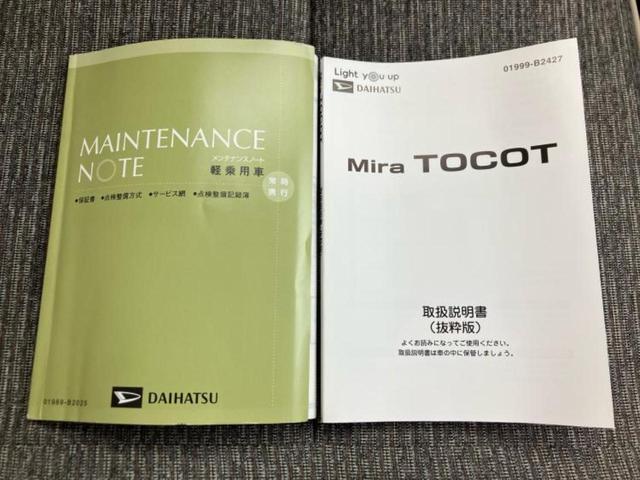 MAINTENANCE
NOTE
メンテナンスノート
軽乗用車
常時
携行
●保証書 ●点検整備方式 ●サービス網 ●点検整備記録簿
DAIHATSU
01999-B2025
Light you up
DAIHATSU
01999-B2427
Mira TOCOT
取扱説明書
(抜粋版)
よくお読みになってご使用ください。
取扱説明書は車の中に保管しましょう。